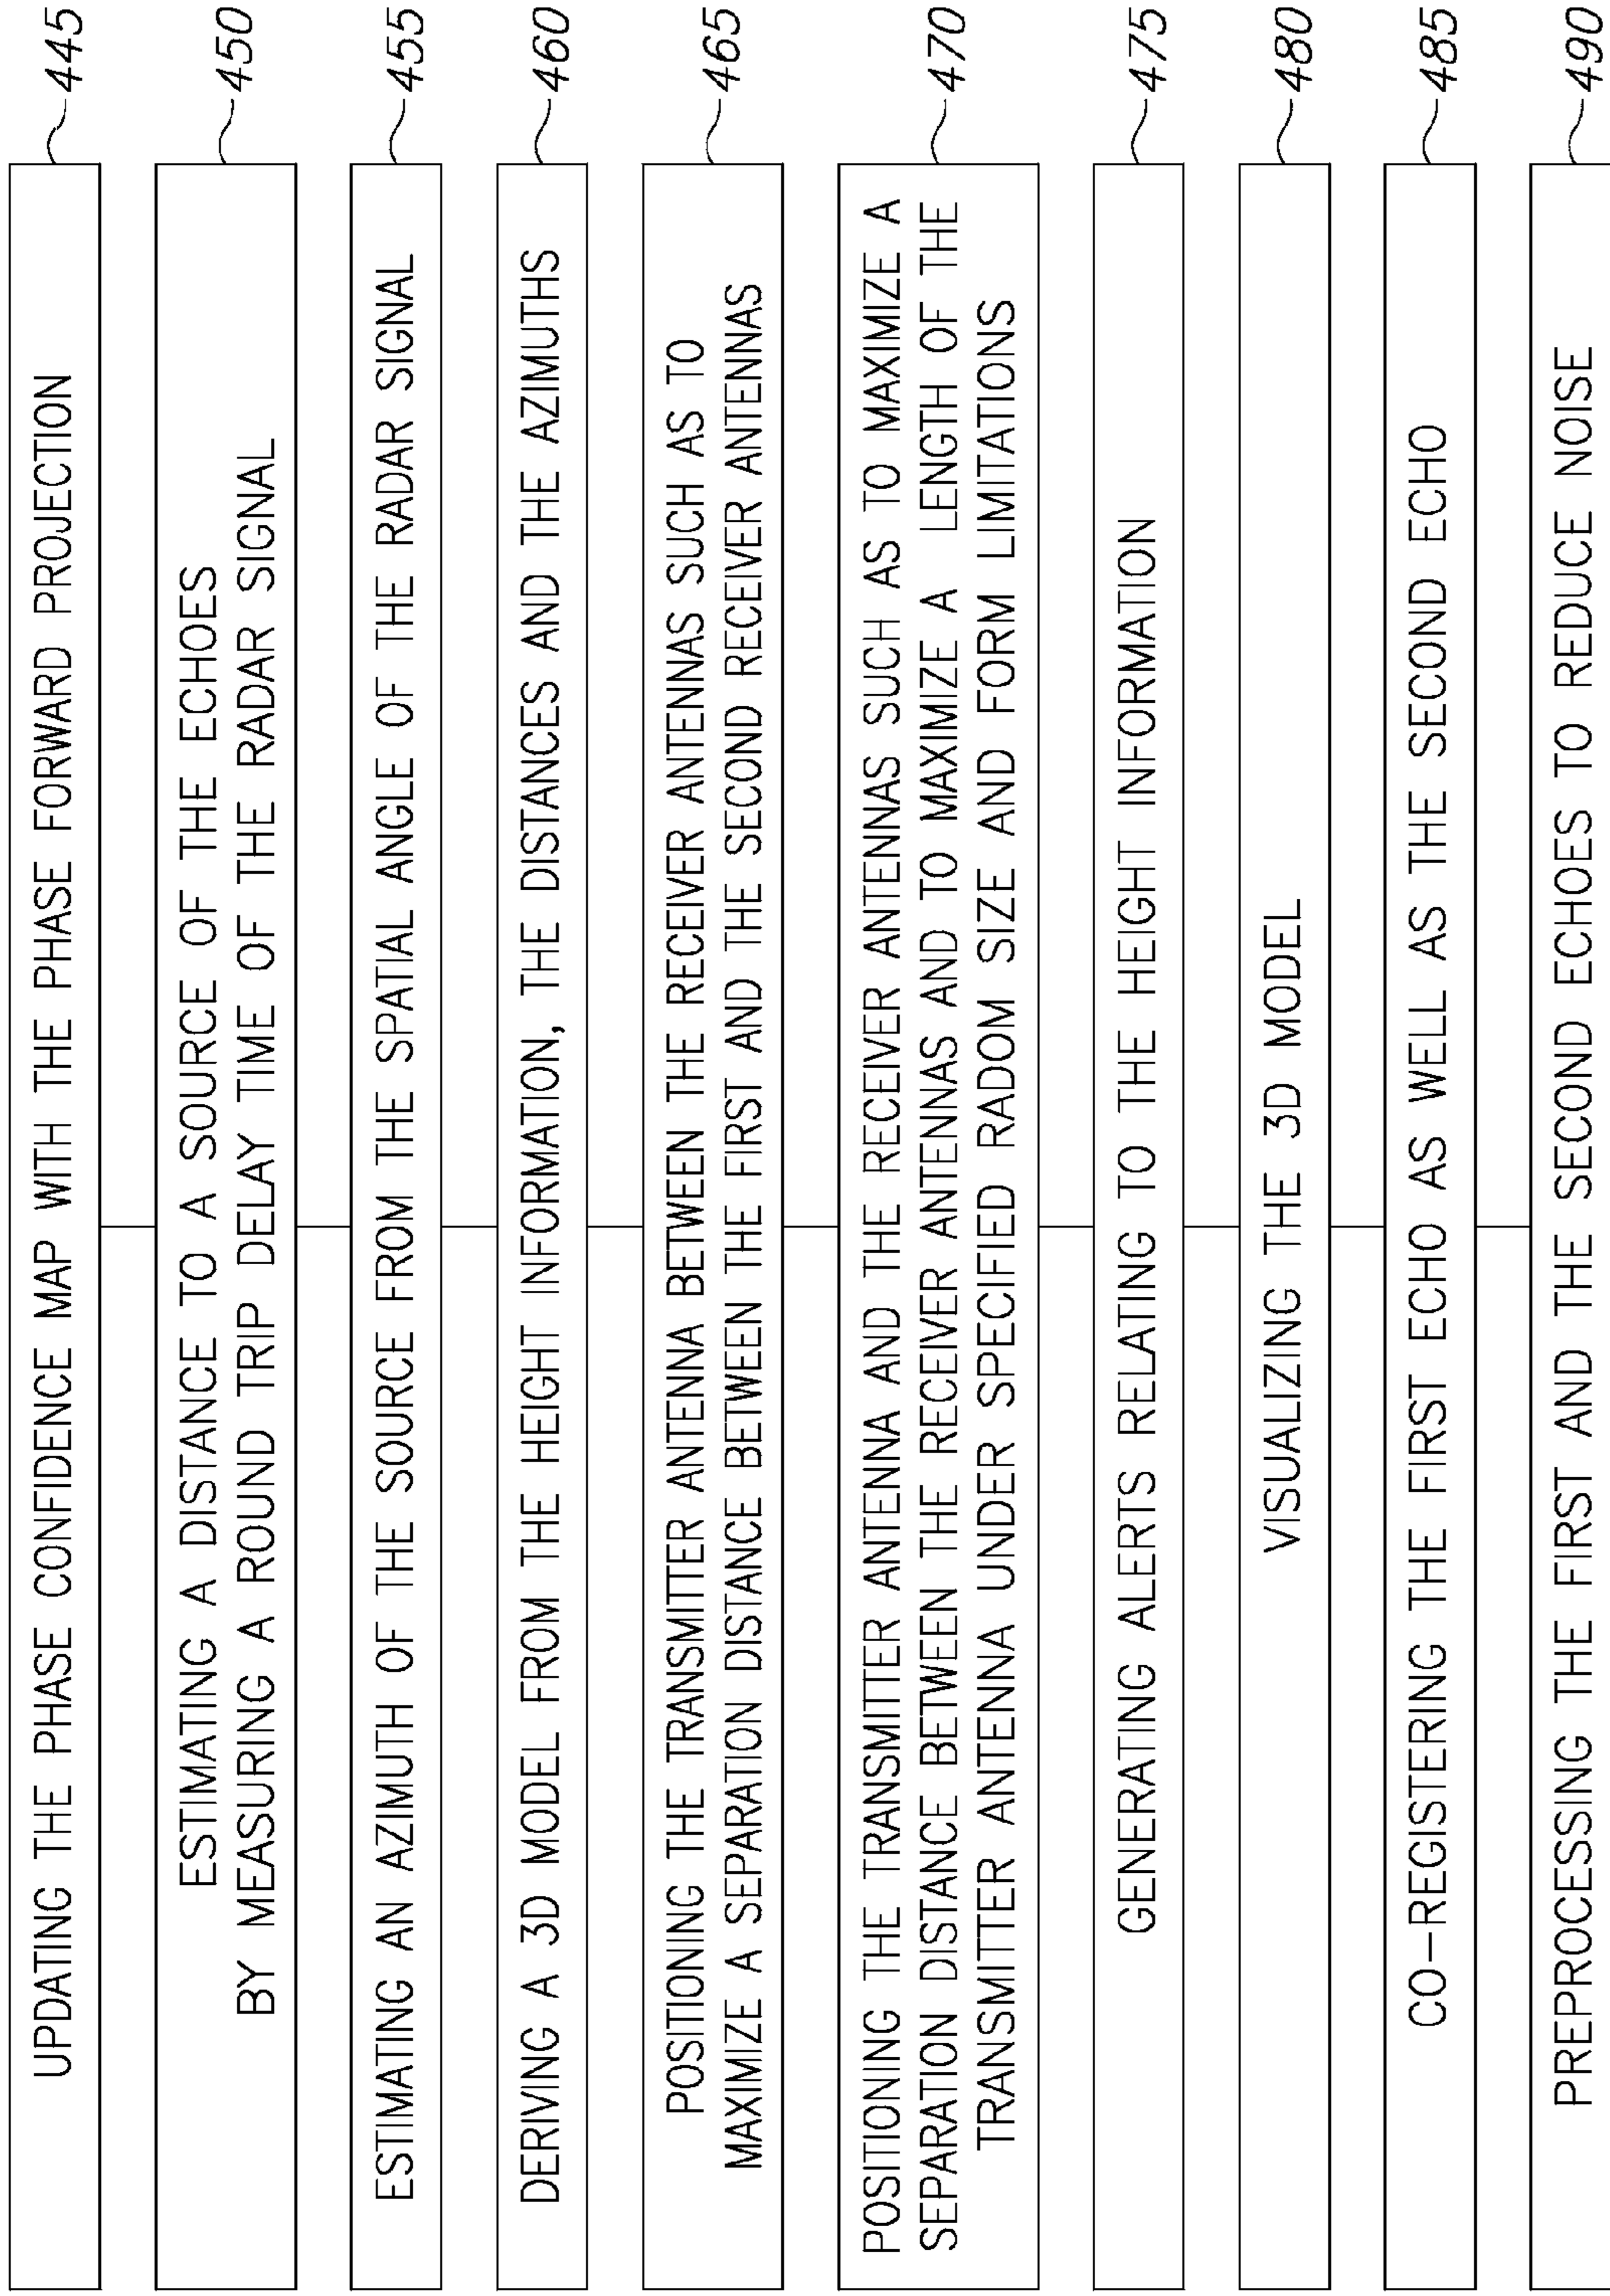 UPDATING THE PHASE CONFIDENCE MAP WITH THE PHASE FORWARD PROJECTION
445
ESTIMATING A DISTANCE TO A SOURCE OF THE ECHOES
BY MEASURING A ROUND TRIP DELAY TIME OF THE RADAR SIGNAL
450
ESTIMATING AN AZIMUTH OF THE SOURCE FROM THE SPATIAL ANGLE OF THE RADAR SIGNAL
455
DERIVING A 3D MODEL FROM THE HEIGHT INFORMATION, THE DISTANCES AND THE AZIMUTHS
460
POSITIONING THE TRANSMITTER ANTENNA BETWEEN THE RECEIVER ANTENNAS SUCH AS TO
MAXIMIZE A SEPARATION DISTANCE BETWEEN THE FIRST AND THE SECOND RECEIVER ANTENNAS
465
POSITIONING THE TRANSMITTER ANTENNA AND THE RECEIVER ANTENNAS SUCH AS TO MAXIMIZE A
SEPARATION DISTANCE BETWEEN THE RECEIVER ANTENNAS AND TO MAXIMIZE A LENGTH OF THE
TRANSMITTER ANTENNA UNDER SPECIFIED RADOM SIZE AND FORM LIMITATIONS
470
GENERATING ALERTS RELATING TO THE HEIGHT INFORMATION
475
VISUALIZING THE 3D MODEL
480
CO-REGISTERING THE FIRST ECHO AS WELL AS THE SECOND ECHO
485
PREPROCESSING THE FIRST AND THE SECOND ECHOES TO REDUCE NOISE
490